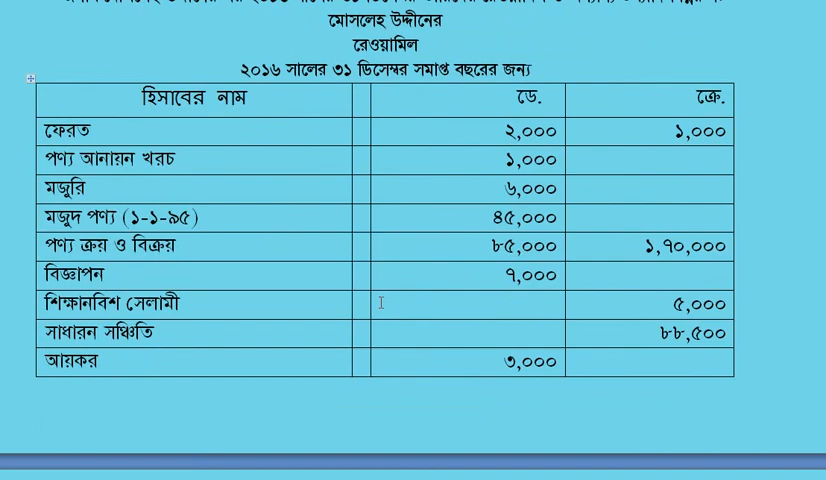 মোসলেহ উদ্দীনের
রেওয়ামিল
২০১৬ সালের ৩১ ডিসেম্বর সমাপ্ত বছরের জন্য
হিসাবের নাম ডে. ক্রে.
ফেরত ২,০০০ ১,০০০
পণ্য আনায়ন খরচ ১,০০০
মজুরি ৬,০০০
মজুদ পণ্য (১-১-৯৫) ৪৫,০০০
পণ্য ক্রয় ও বিক্রয় ৮৫,০০০ ১,৭০,০০০
বিজ্ঞাপন ৭,০০০
শিক্ষানবিশ সেলামী ৫,০০০
সাধারন সঞ্চিতি ৮৮,৫০০
আয়কর ৩,০০০